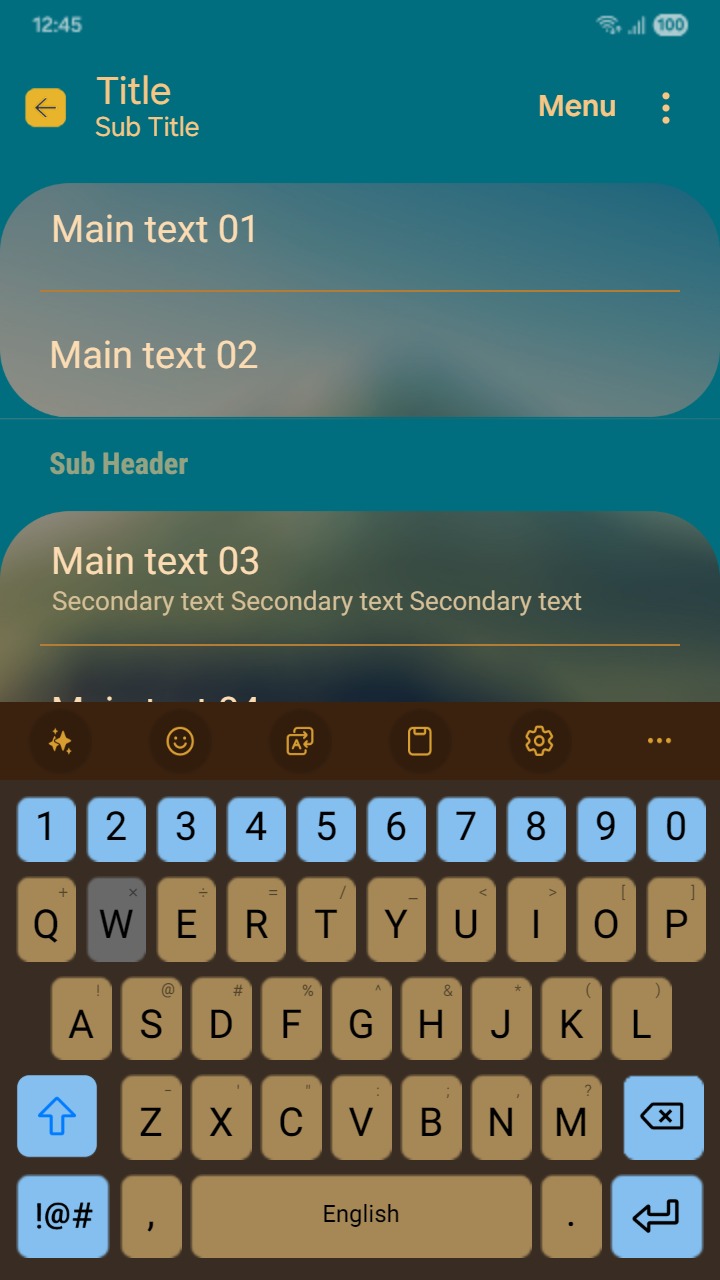 12:45
100
Title
Sub Title
Menu
Main text 01
Main text 02
Sub Header
Main text 03
Secondary text Secondary text Secondary text
1 2 3 4 5 6 7 8 9 0
+ × ÷ = / _ < > [ ]
Q W E R T Y U I O P
! @ # % ^ & * ( )
A S D F G H J K L
- ' " : ; , ?
Z X C V B N M
!@# , English .